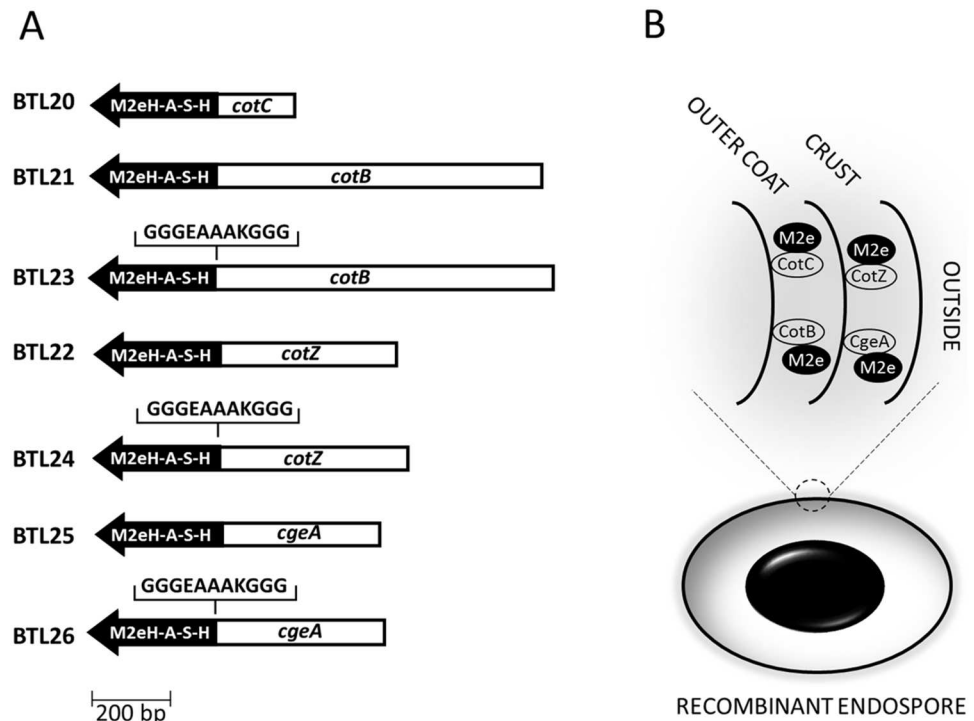 A
BTL20 M2eH-A-S-H cotC
BTL21 M2eH-A-S-H cotB
GGGEAAAKGGG
BTL23 M2eH-A-S-H cotB
BTL22 M2eH-A-S-H cotZ
GGGEAAAKGGG
BTL24 M2eH-A-S-H cotZ
BTL25 M2eH-A-S-H cgeA
GGGEAAAKGGG
BTL26 M2eH-A-S-H cgeA
200 bp
B
OUTER COAT
CRUST
OUTSIDE
M2e
CotC
M2e
CotZ
CotB
M2e
CgeA
M2e
RECOMBINANT ENDOSPORE